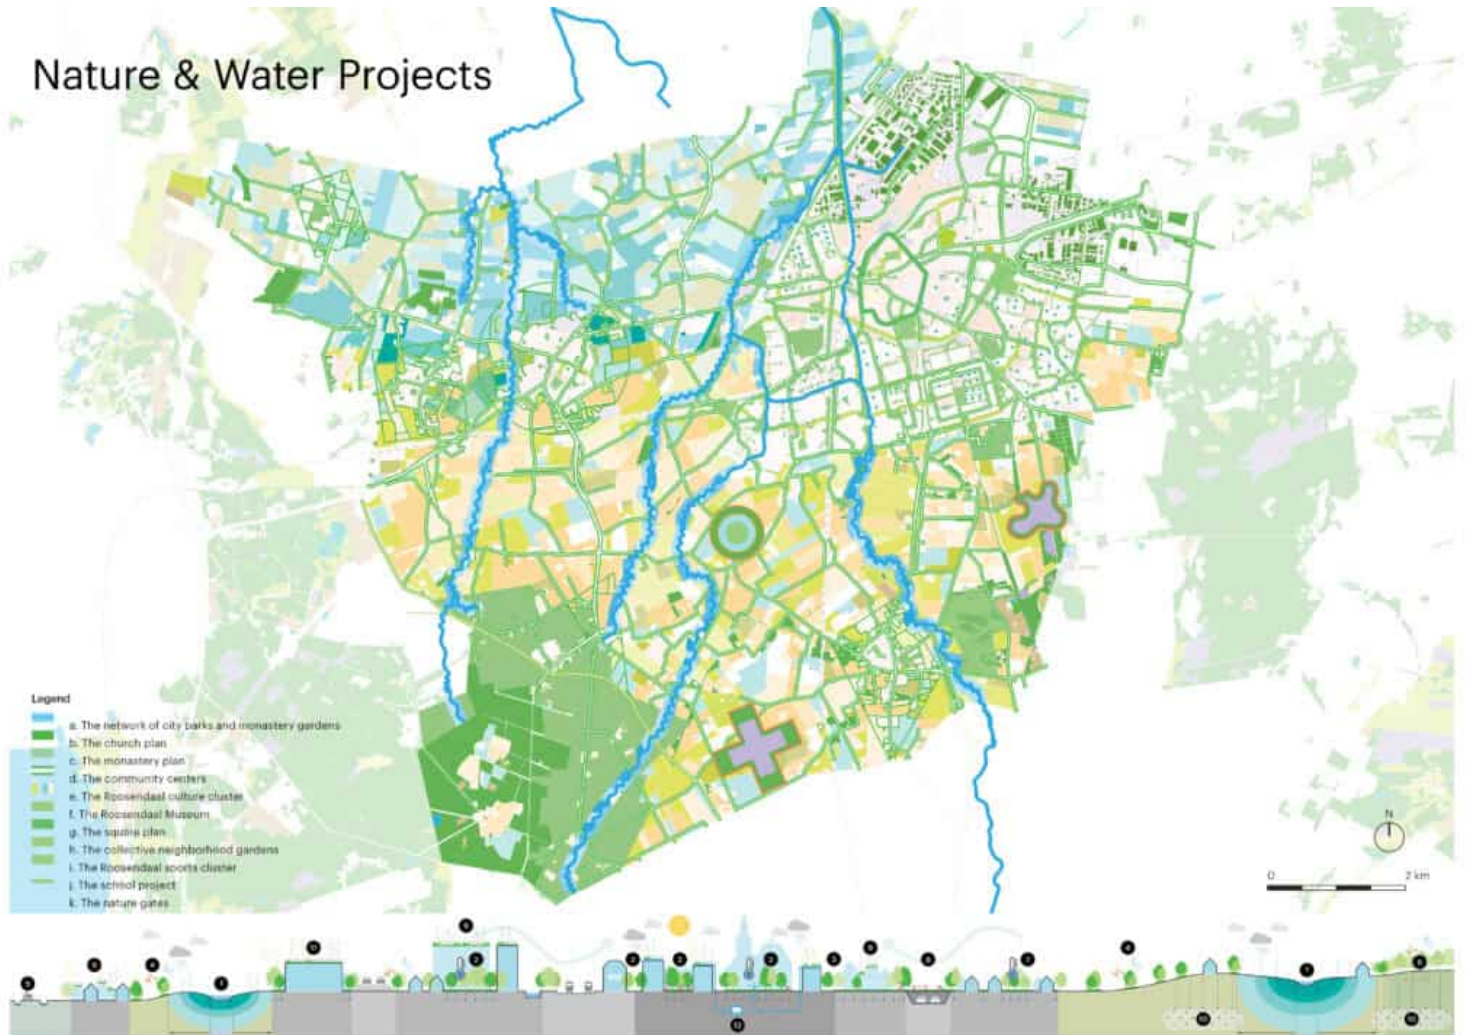 Nature & Water Projects
Legend
a. The network of city parks and monastery gardens
b. The church plan
c. The monastery plan
d. The community centers
e. The Roosendaal culture cluster
f. The Roosendaal Museum
g. The square plan
h. The collective neighborhood gardens
i. The Roosendaal sports cluster
j. The school project
k. The nature gates
N
0 2 km